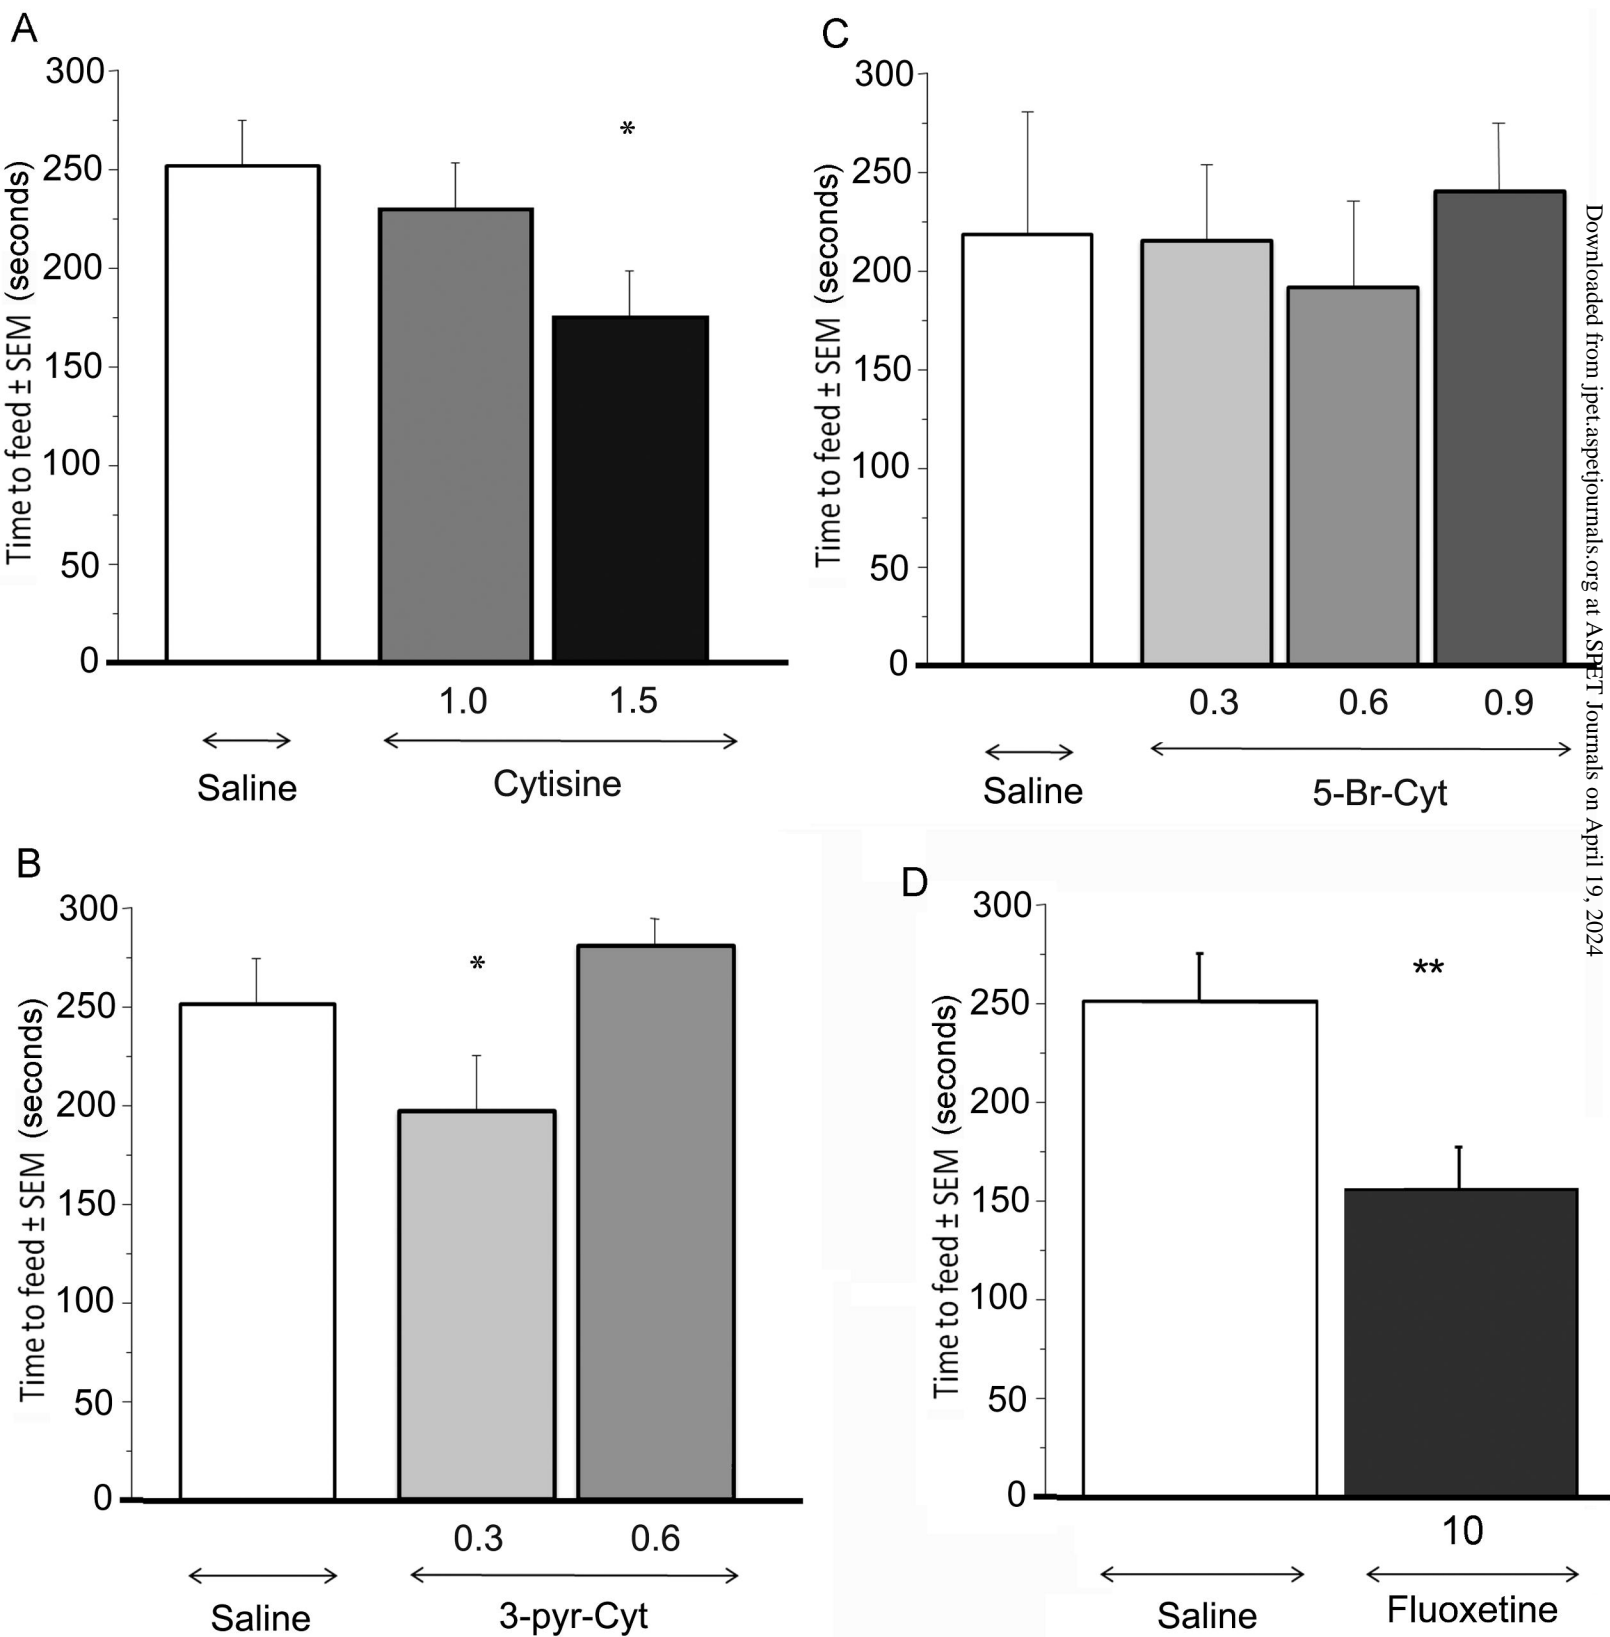 A
300
250
200
150
100
50
0
Time to feed ± SEM (seconds)
*
1.0 1.5
Saline Cytisine
C
300
250
200
150
100
50
0
Time to feed ± SEM (seconds)
0.3 0.6 0.9
Saline 5-Br-Cyt
B
300
250
200
150
100
50
0
Time to feed ± SEM (seconds)
*
0.3 0.6
Saline 3-pyr-Cyt
D
300
250
200
150
100
50
0
Time to feed ± SEM (seconds)
**
10
Saline Fluoxetine
Downloaded from jpet.aspetjournals.org at ASPET Journals on April 19, 2024